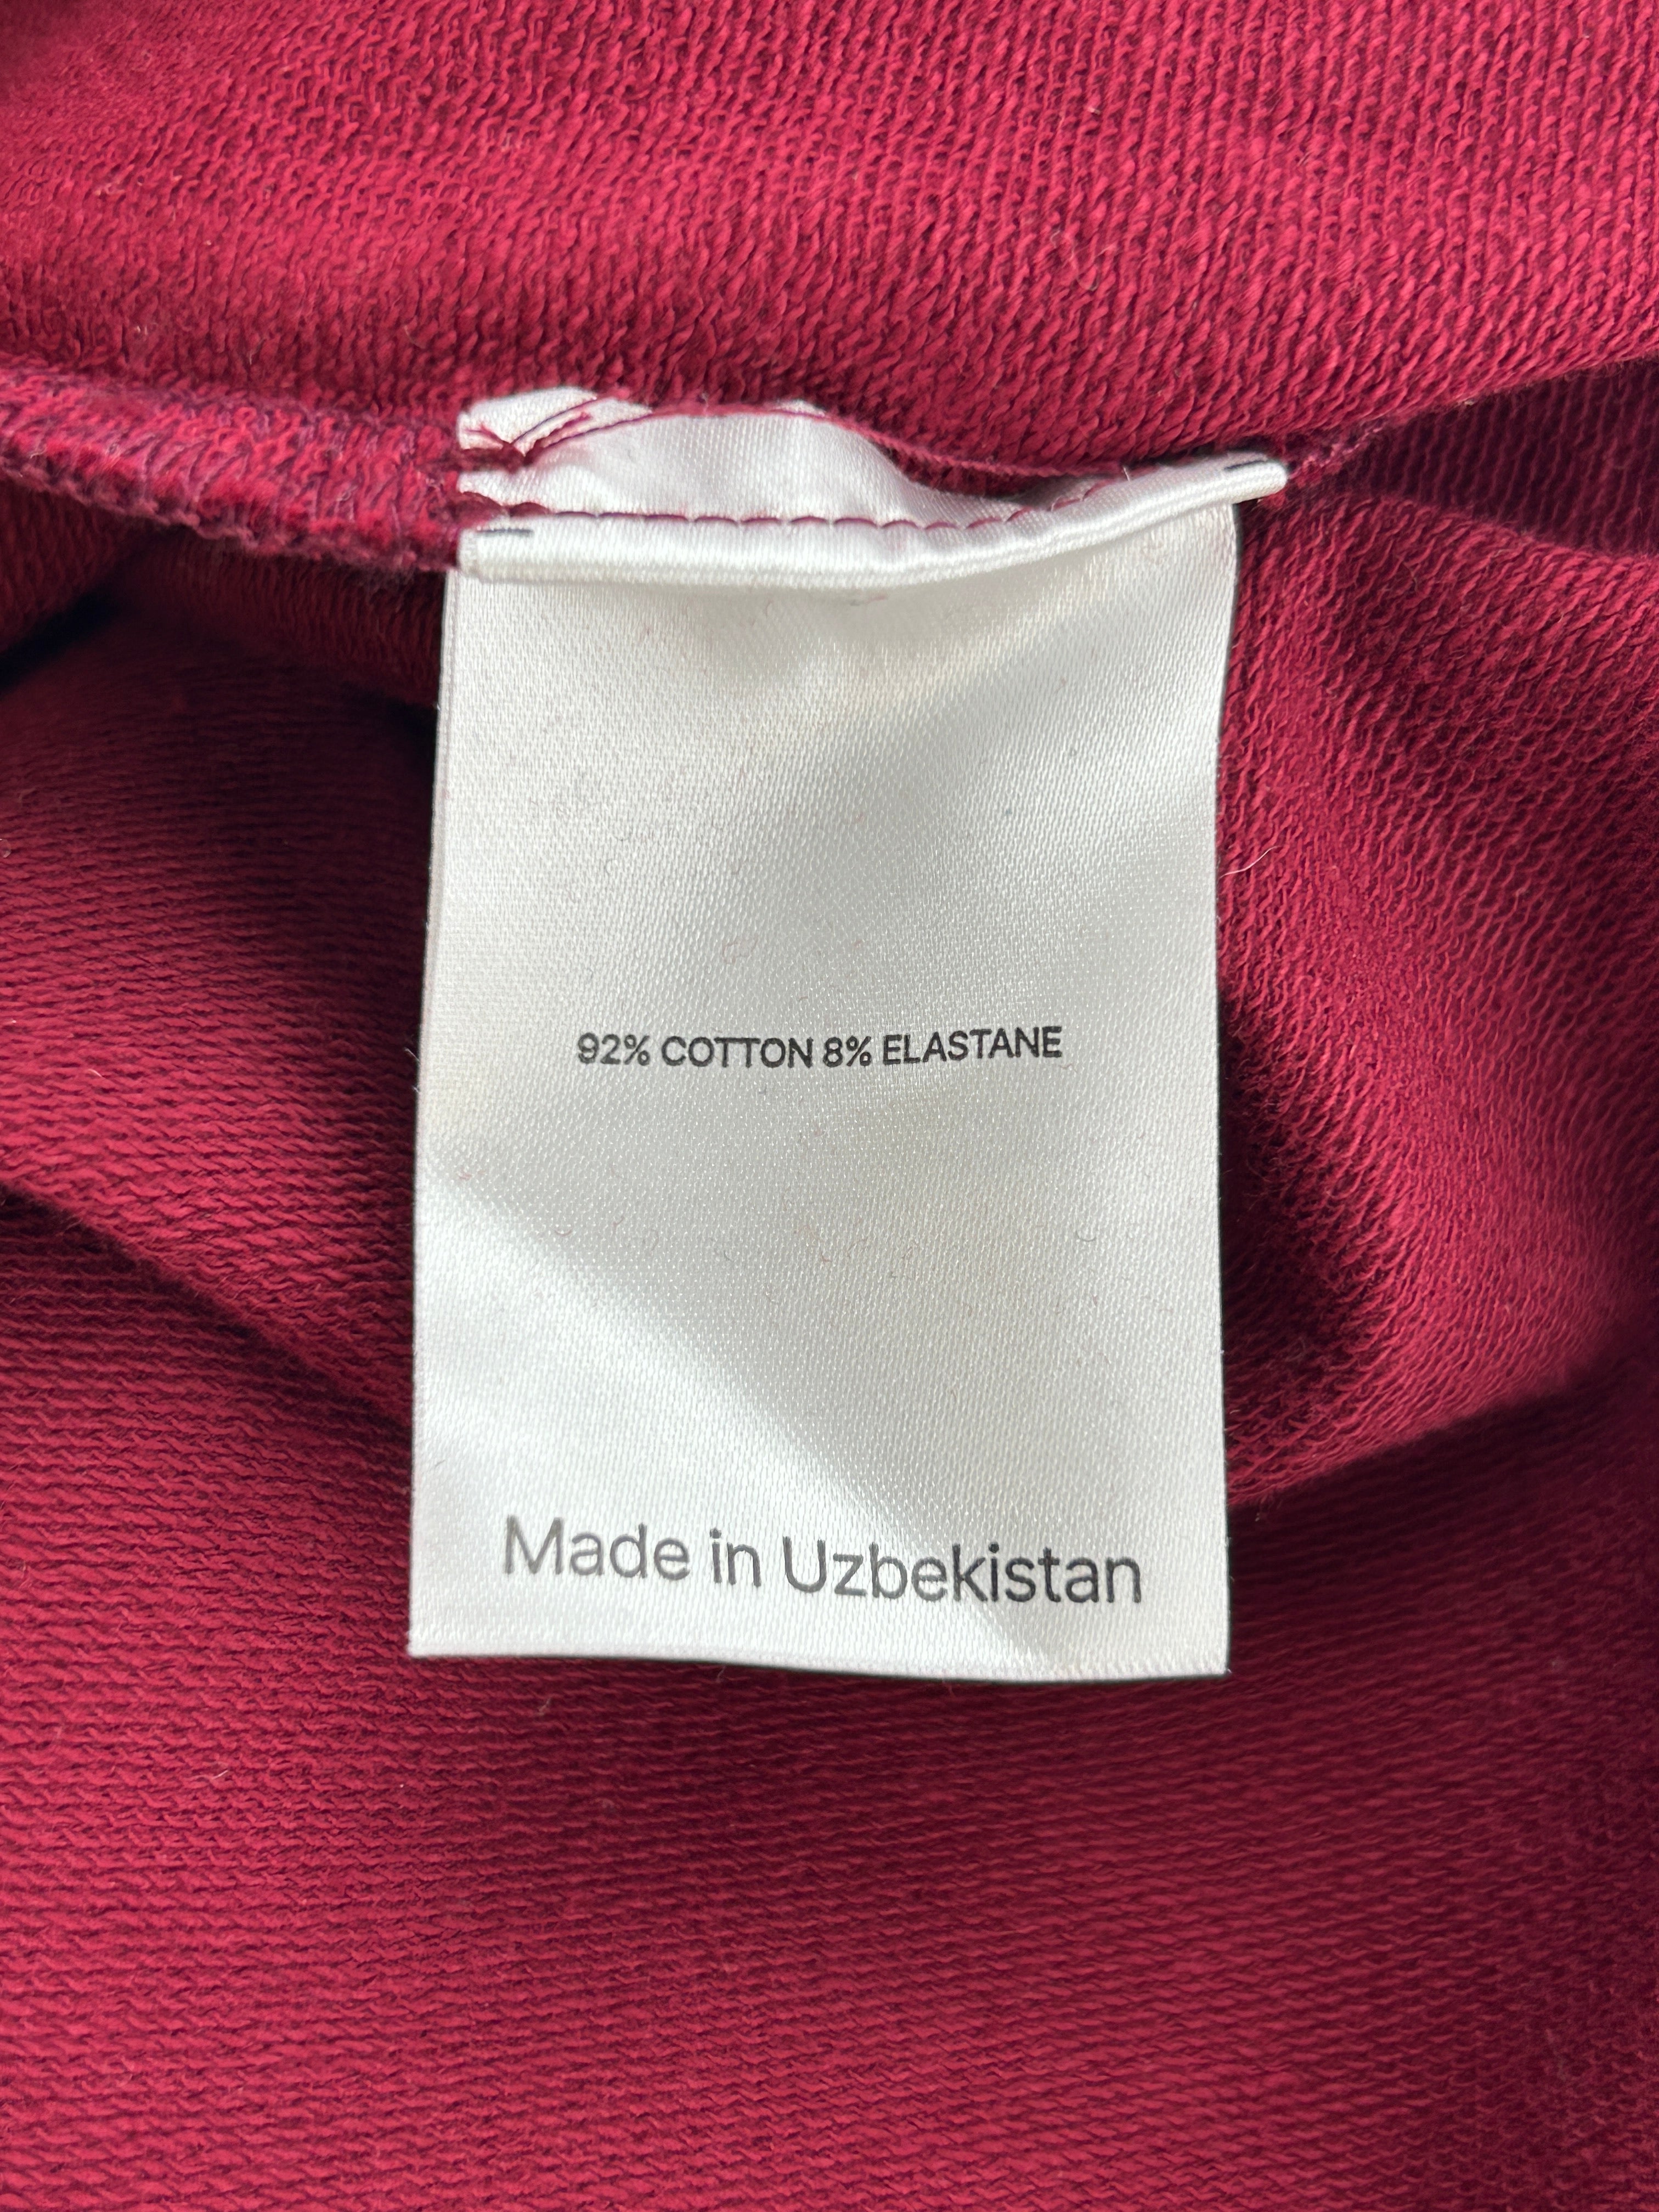 92% COTTON 8% ELASTANE
Made in Uzbekistan